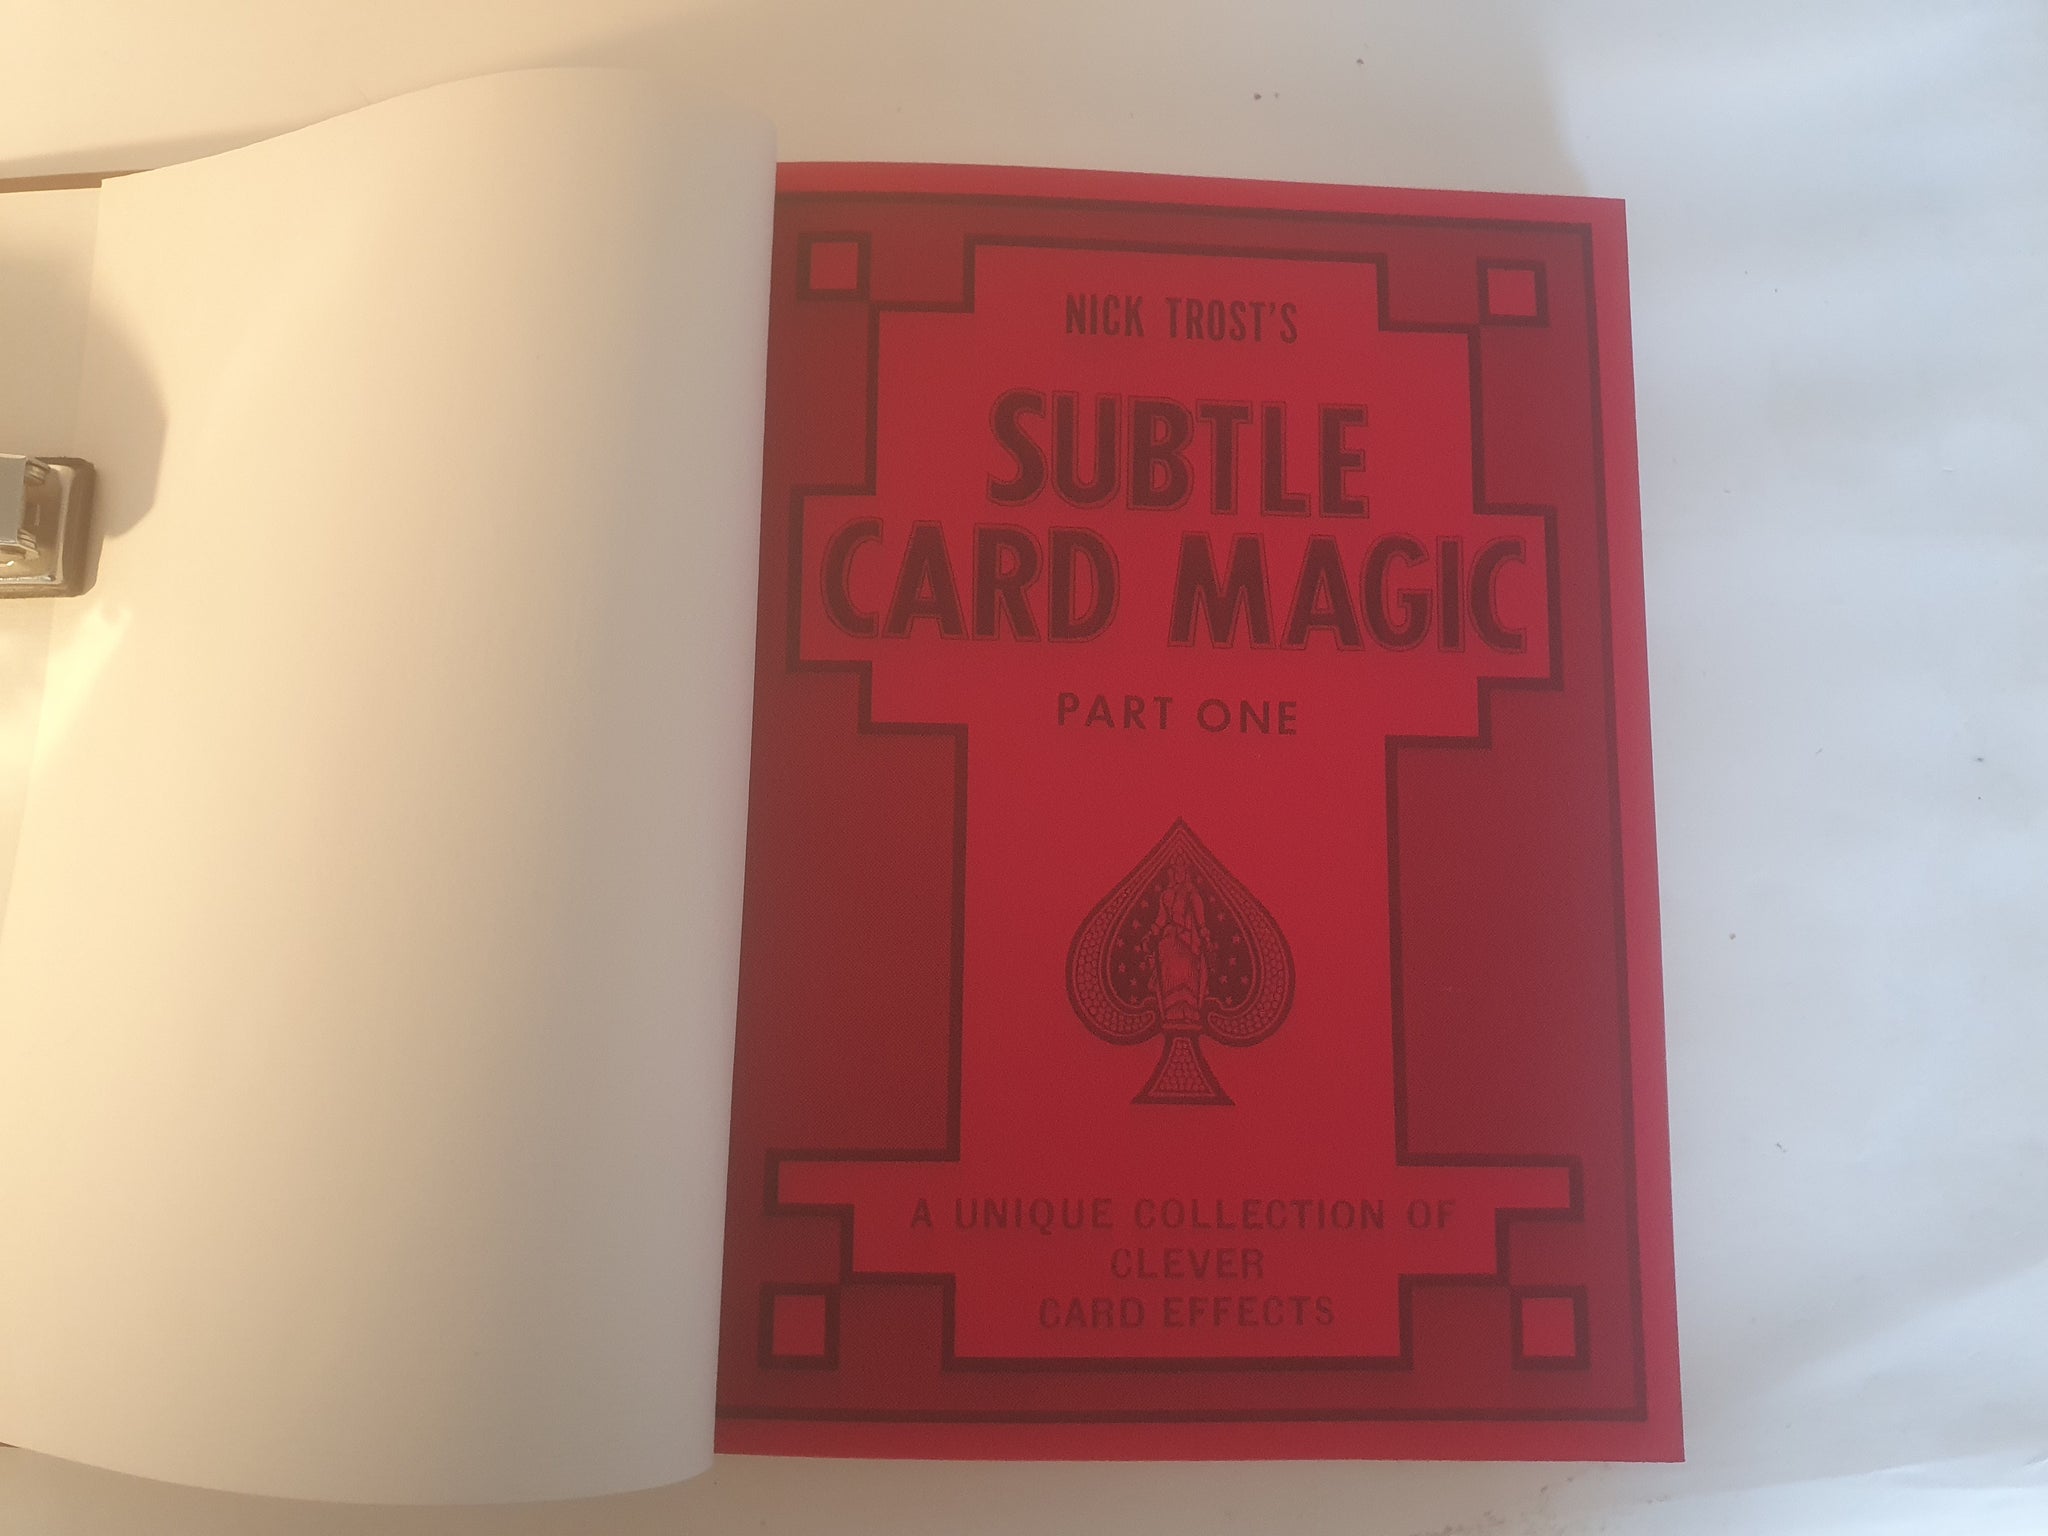 NICK TROST'S
SUBTLE
CARD MAGIC
PART ONE
A UNIQUE COLLECTION OF
CLEVER
CARD EFFECTS